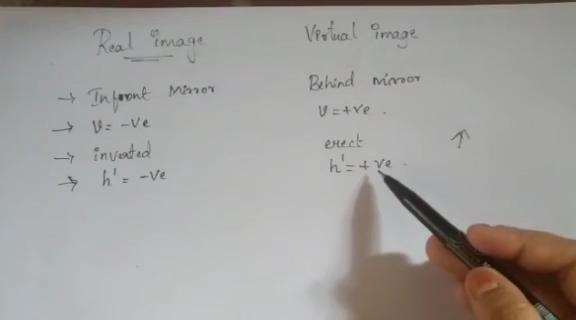 Real image
→ Infront Mirror
→ v = -ve
→ inverted
→ h' = -ve
Virtual image
Behind mirror
v = +ve.
erect
h' = +ve.
↑